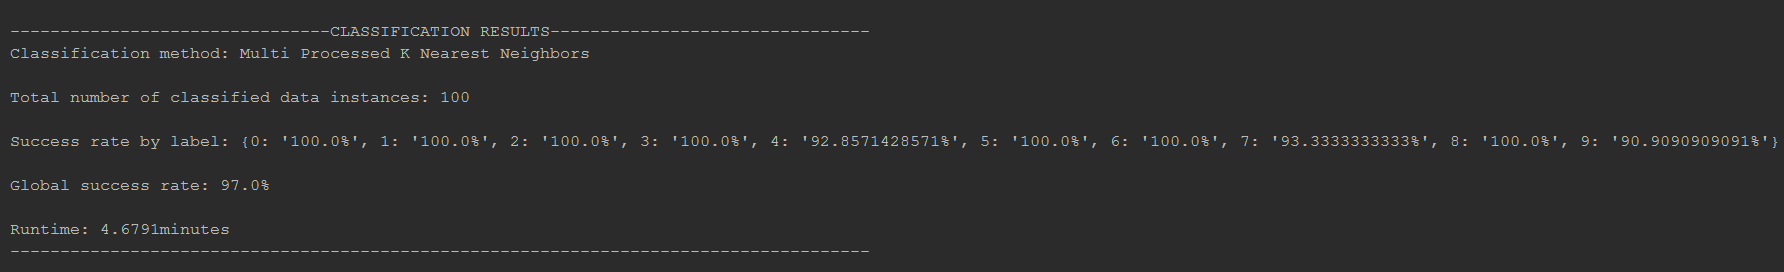 --------------------------------CLASSIFICATION RESULTS--------------------------------
Classification method: Multi Processed K Nearest Neighbors
Total number of classified data instances: 100
Success rate by label: {0: '100.0%', 1: '100.0%', 2: '100.0%', 3: '100.0%', 4: '92.8571428571%', 5: '100.0%', 6: '100.0%', 7: '93.3333333333%', 8: '100.0%', 9: '90.9090909091%'}
Global success rate: 97.0%
Runtime: 4.6791minutes
--------------------------------------------------------------------------------------